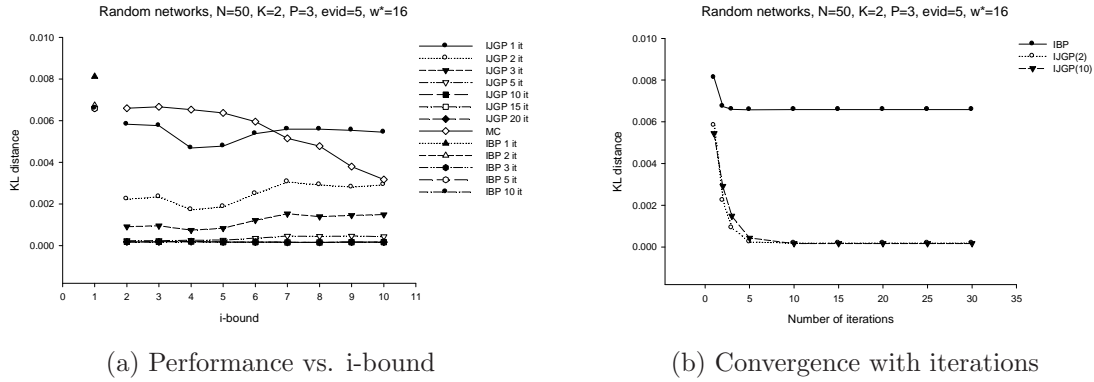 Random networks, N=50, K=2, P=3, evid=5, w*=16
KL distance
0.010
0.008
0.006
0.004
0.002
0.000
0 1 2 3 4 5 6 7 8 9 10 11
i-bound
IJGP 1 it
IJGP 2 it
IJGP 3 it
IJGP 5 it
IJGP 10 it
IJGP 15 it
IJGP 20 it
MC
IBP 1 it
IBP 2 it
IBP 3 it
IBP 5 it
IBP 10 it
(a) Performance vs. i-bound
Random networks, N=50, K=2, P=3, evid=5, w*=16
KL distance
0.010
0.008
0.006
0.004
0.002
0.000
0 5 10 15 20 25 30 35
Number of iterations
IBP
IJGP(2)
IJGP(10)
(b) Convergence with iterations